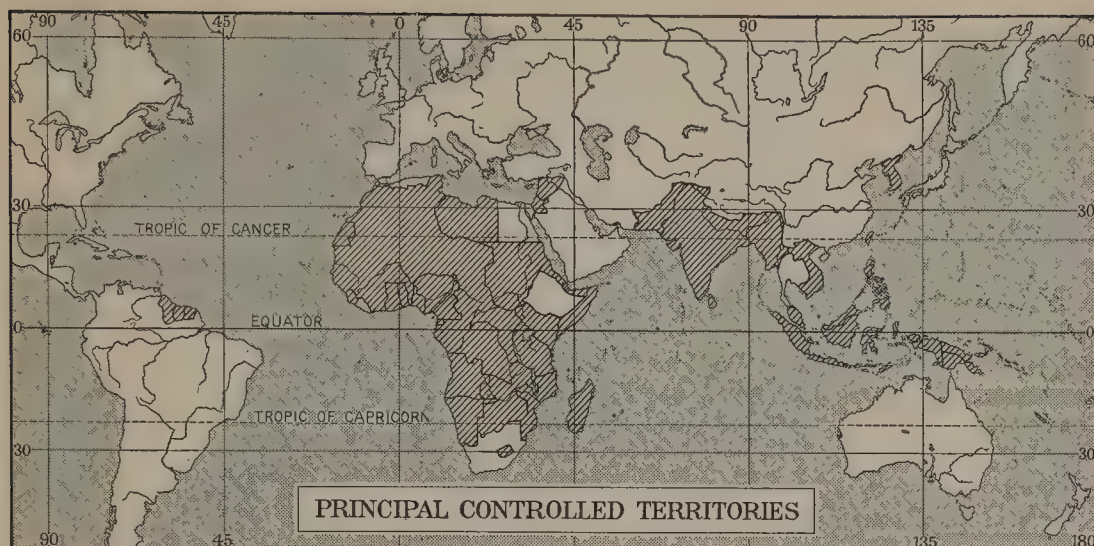 90 45 0 45 90 135
60 60
30 30
TROPIC OF CANCER
EQUATOR
0 0
TROPIC OF CAPRICORN
30 30
PRINCIPAL CONTROLLED TERRITORIES
90 45 135 180